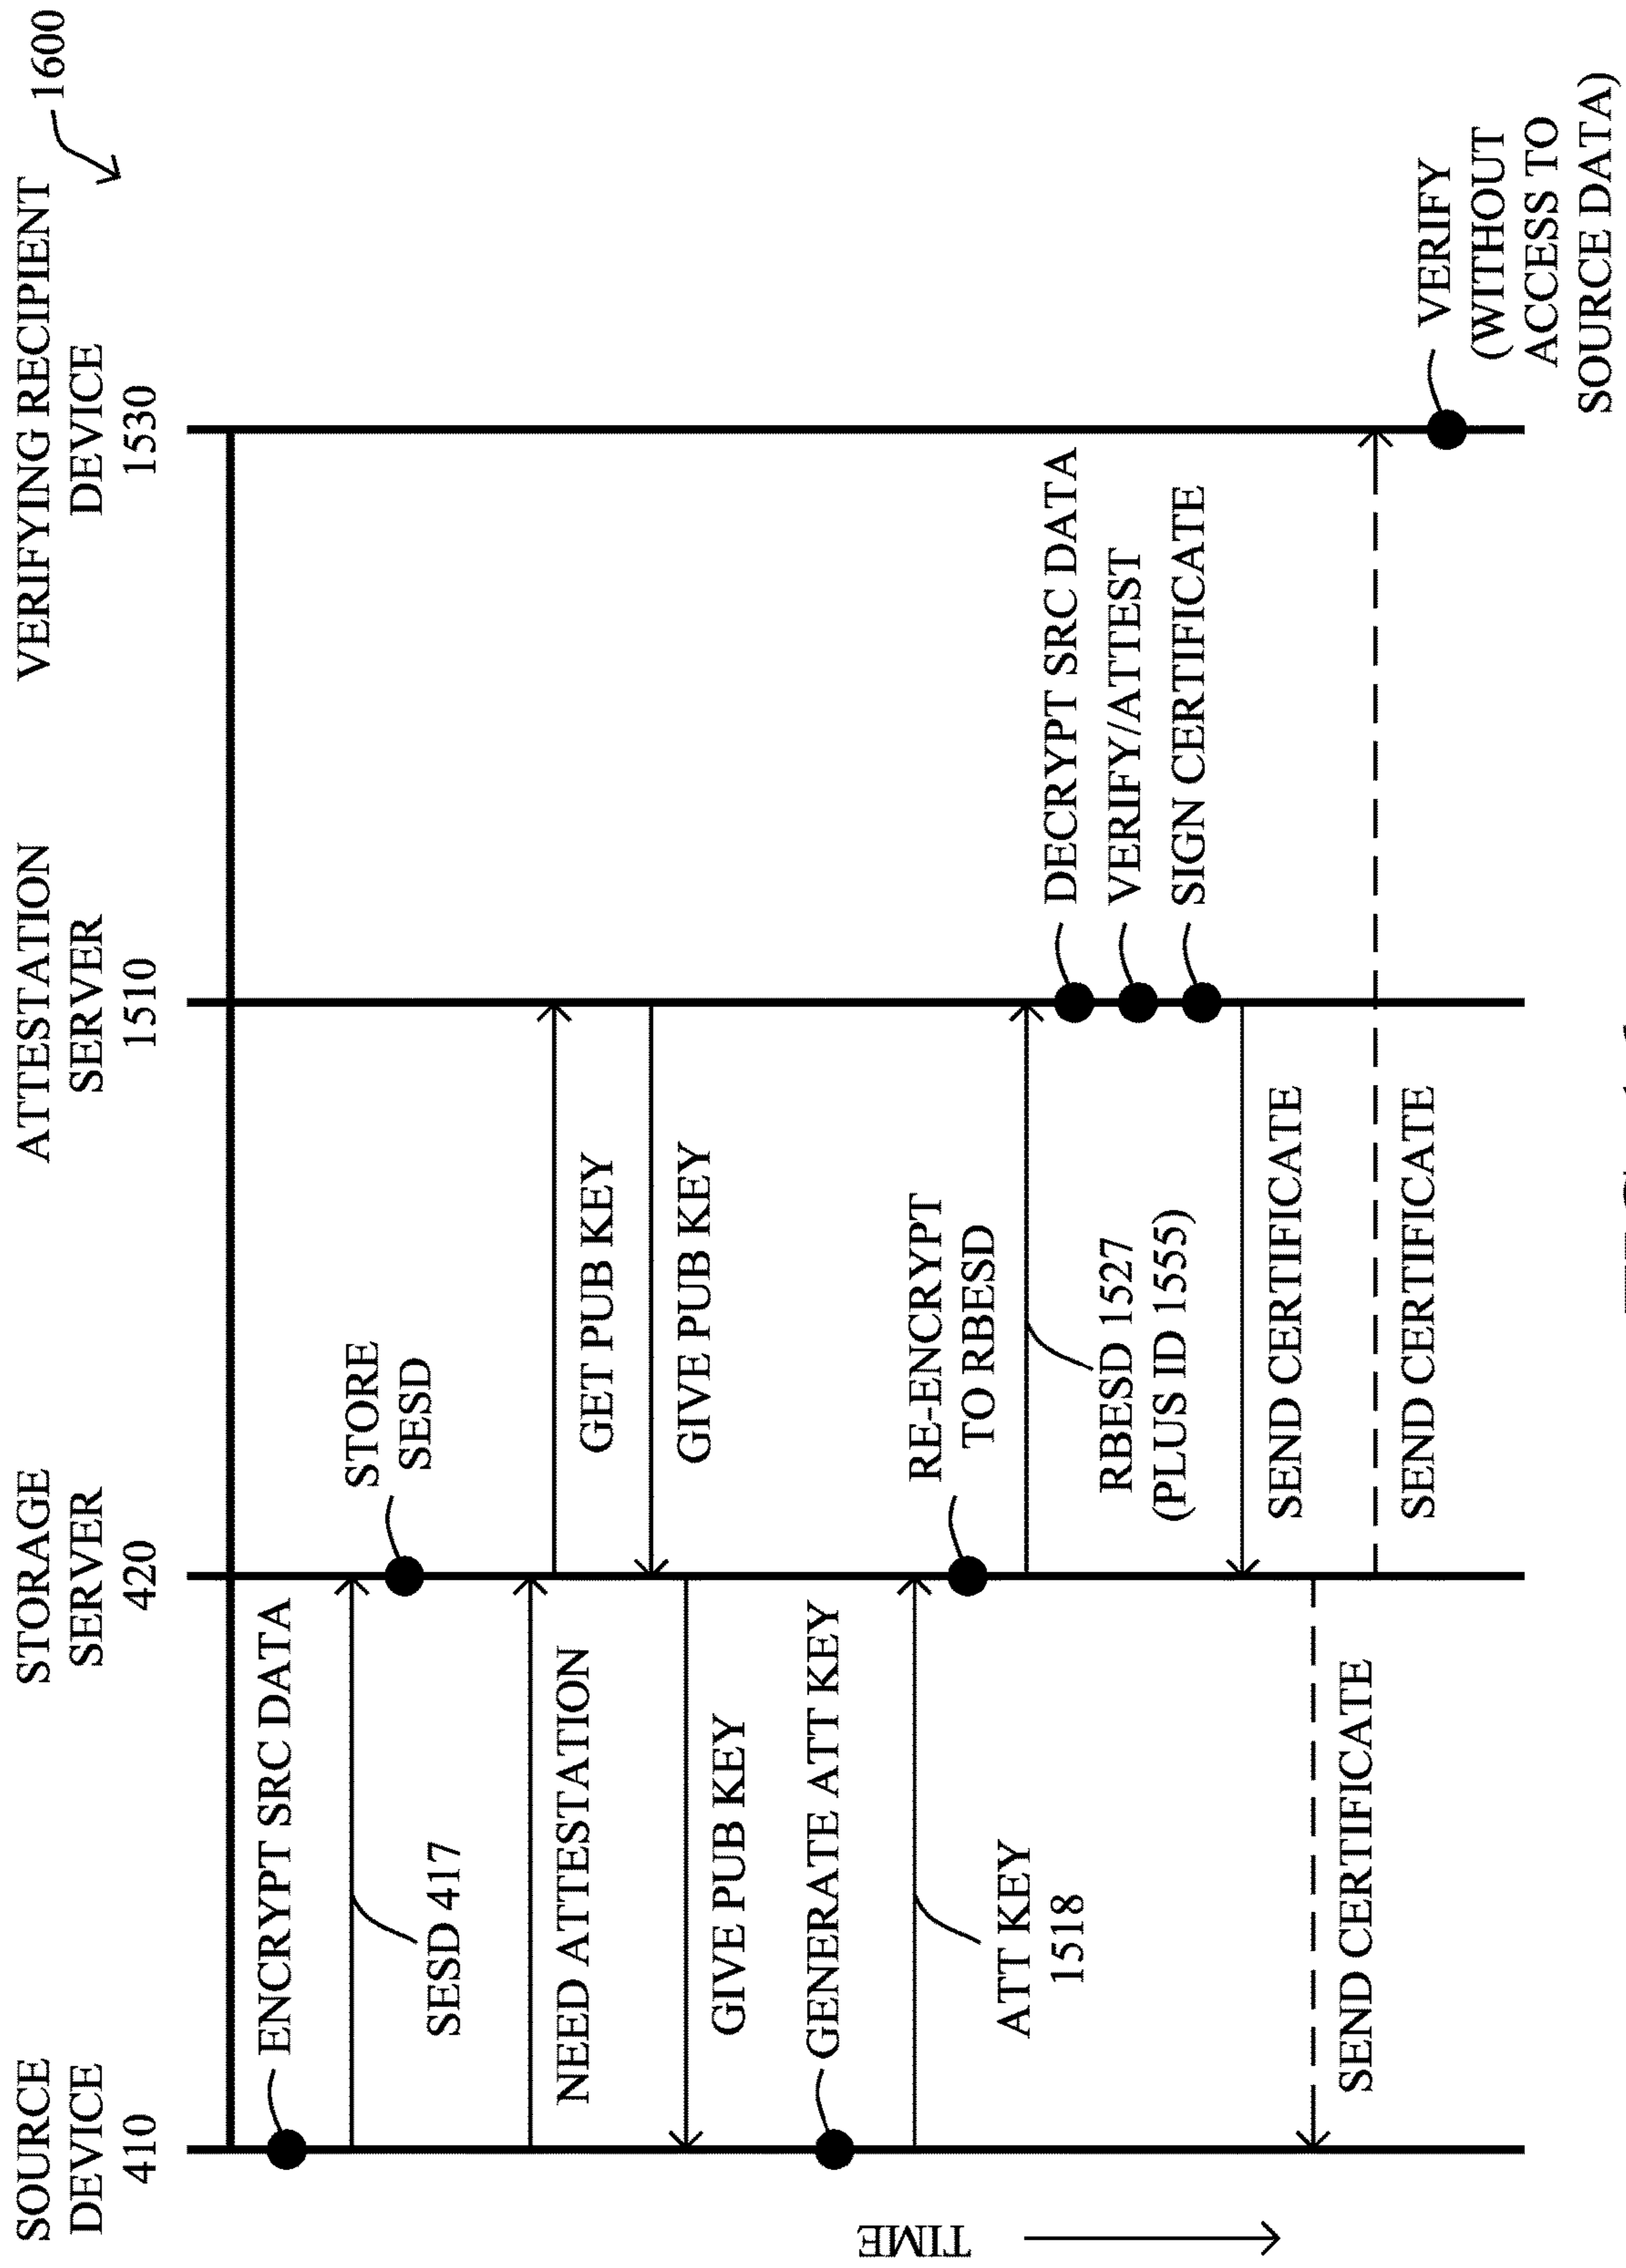 1600
SOURCE
DEVICE
410
STORAGE
SERVER
420
ATTESTATION
SERVER
1510
VERIFYING RECIPIENT
DEVICE
1530
TIME
ENCRYPT SRC DATA
SESD 417
STORE
SESD
NEED ATTESTATION
GET PUB KEY
GIVE PUB KEY
GIVE PUB KEY
GENERATE ATT KEY
ATT KEY
1518
RE-ENCRYPT
TO RBESD
RBESD 1527
(PLUS ID 1555)
DECRYPT SRC DATA
VERIFY/ATTEST
SIGN CERTIFICATE
SEND CERTIFICATE
SEND CERTIFICATE
SEND CERTIFICATE
VERIFY
(WITHOUT
ACCESS TO
SOURCE DATA)